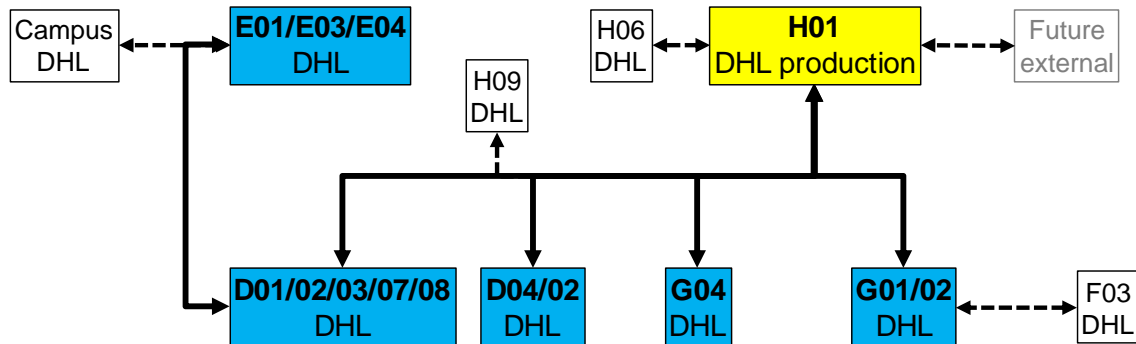 Campus
DHL
E01/E03/E04
DHL
H06
DHL
H01
DHL production
Future
external
H09
DHL
D01/02/03/07/08
DHL
D04/02
DHL
G04
DHL
G01/02
DHL
F03
DHL